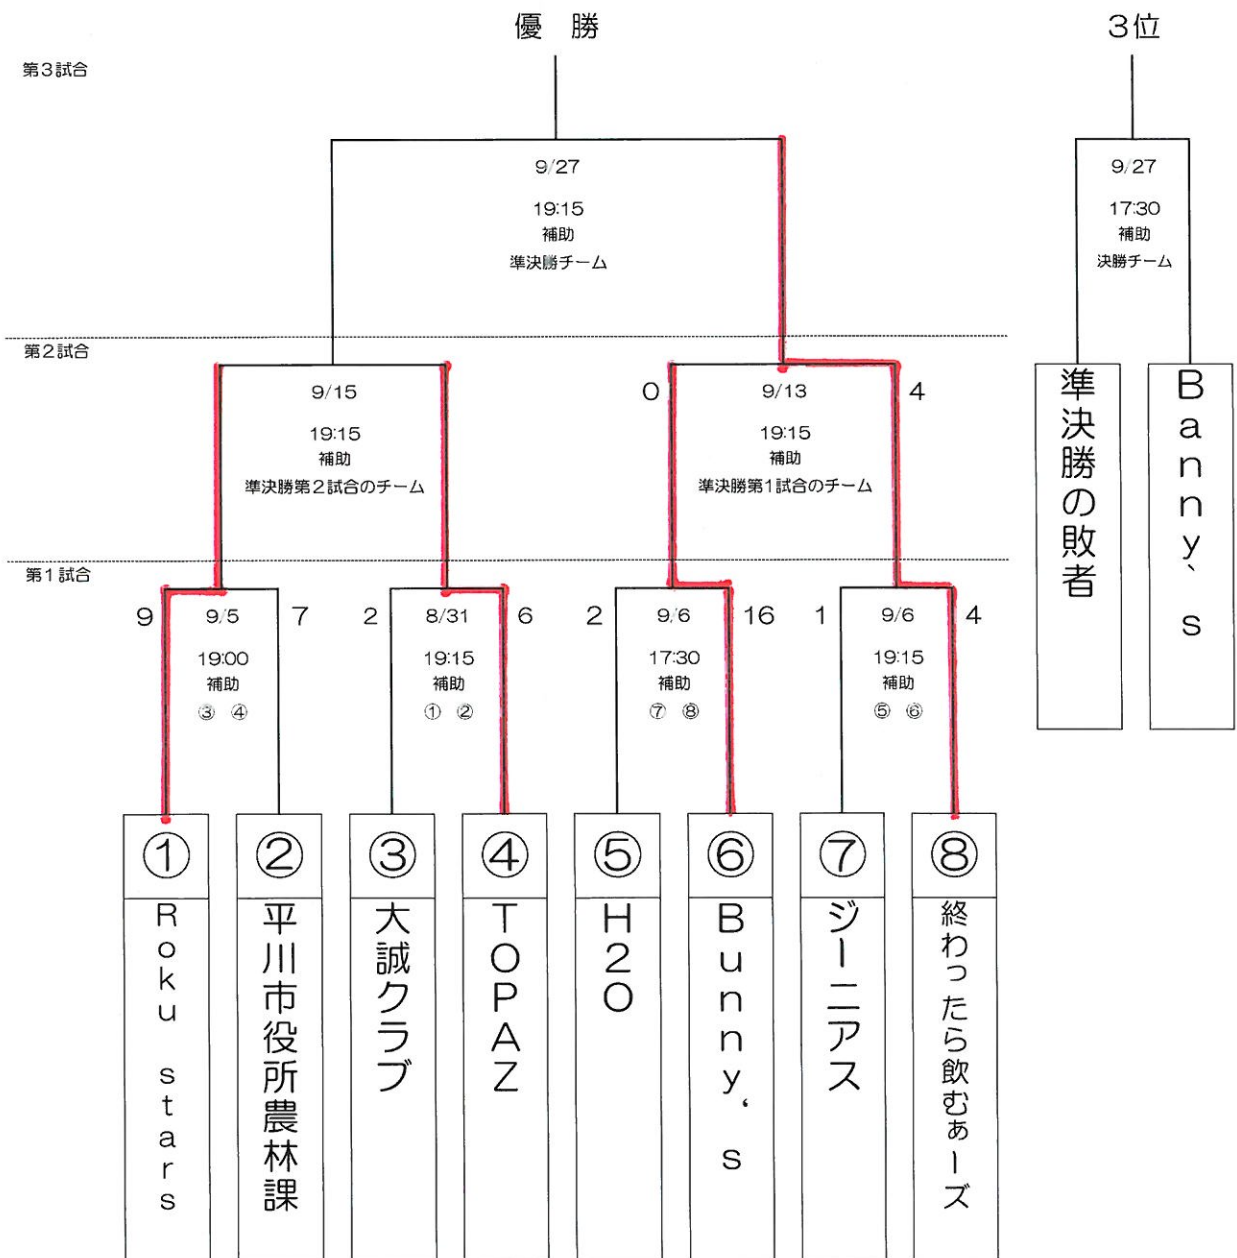 優　勝
3位
第3試合
9/27
19:15
補助
準決勝チーム
9/27
17:30
補助
決勝チーム
第2試合
9/15
19:15
補助
準決勝第2試合のチーム
0
9/13
4
19:15
補助
準決勝第1試合のチーム
準決勝の敗者
Banny`s
第1試合
9
9/5
7
19:00
補助
③ ④
2
8/31
6
19:15
補助
① ②
2
9/6
16
17:30
補助
⑦ ⑧
1
9/6
4
19:15
補助
⑤ ⑥
①
Roku stars
②
平川市役所農林課
③
大誠クラブ
④
TOPAZ
⑤
H2O
⑥
Bunny‘s
⑦
ジーニアス
⑧
終わったら飲むぁーズ